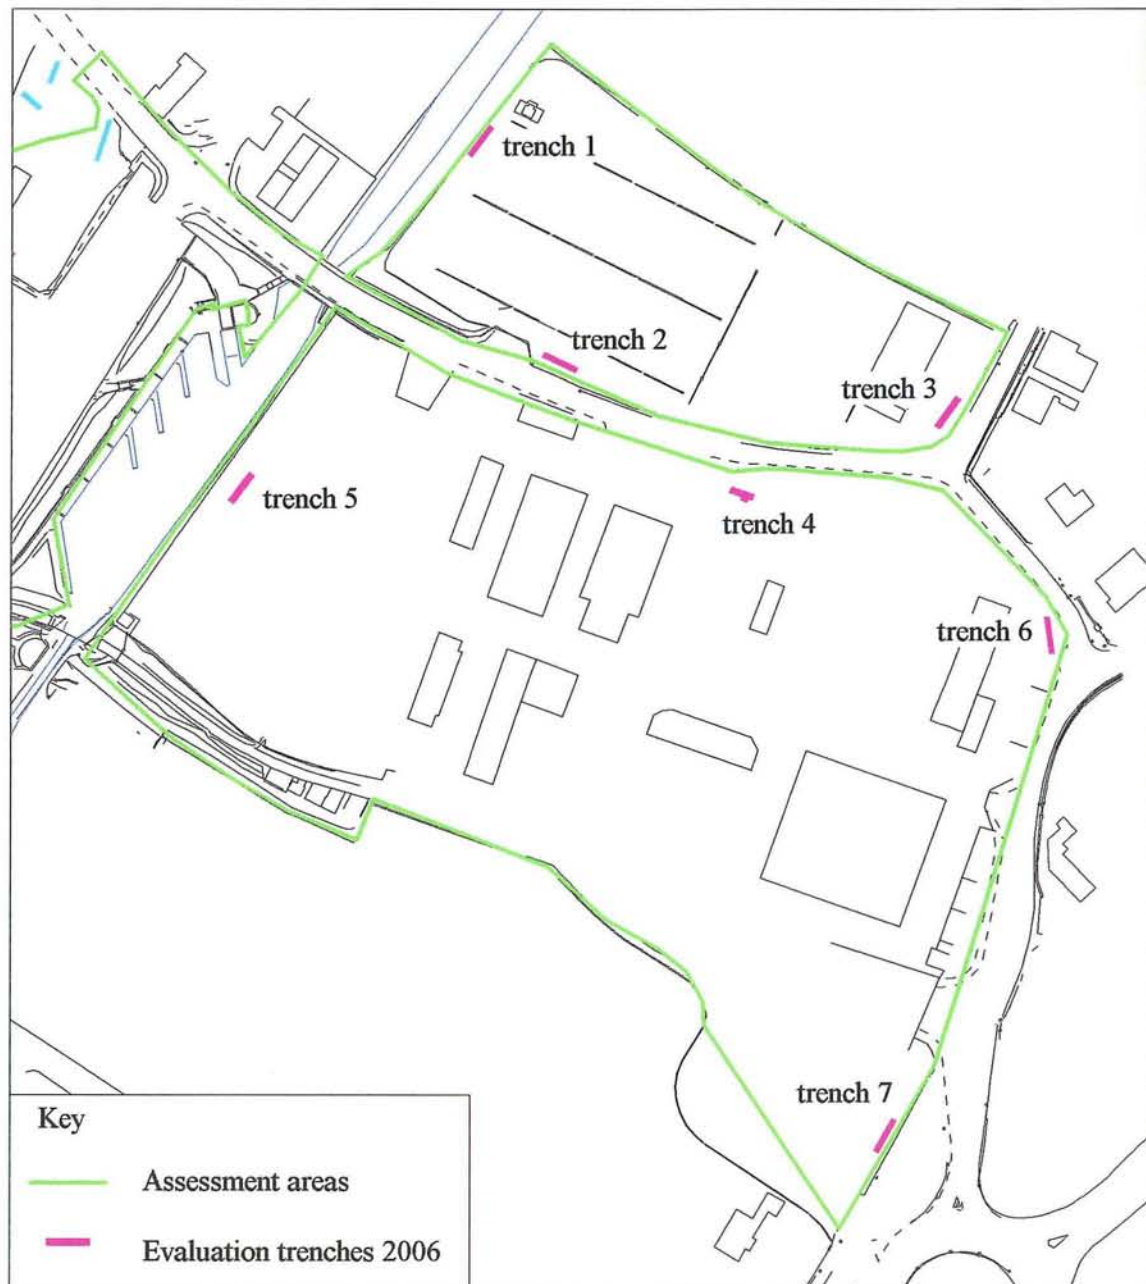 trench 1
trench 2
trench 3
trench 5
trench 4
trench 6
trench 7
Key
Assessment areas
Evaluation trenches 2006